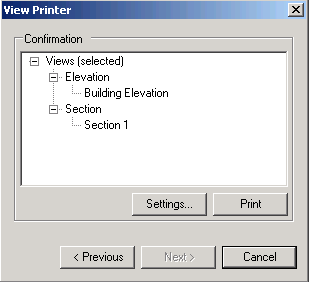 View Printer
Confirmation
Views (selected)
Elevation
Building Elevation
Section
Section 1
Settings... Print
< Previous Next > Cancel